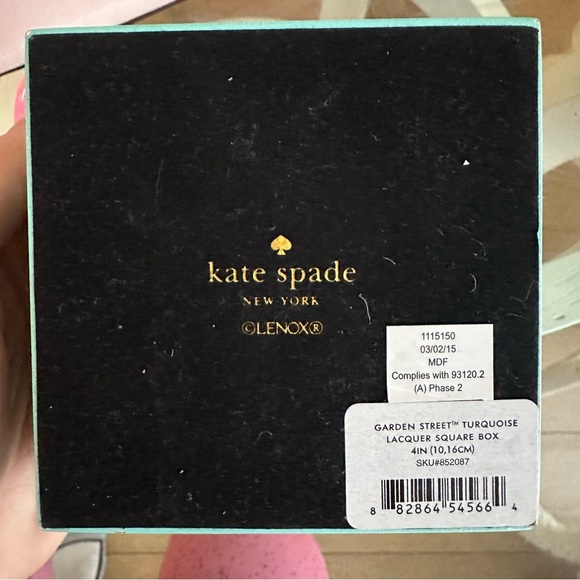 kate spade
NEW YORK
©LENOX®
1115150
03/02/15
MDF
Complies with 93120.2
(A) Phase 2
GARDEN STREET™ TURQUOISE
LACQUER SQUARE BOX
4IN (10,16CM)
SKU#852087
8 82864 54566 4